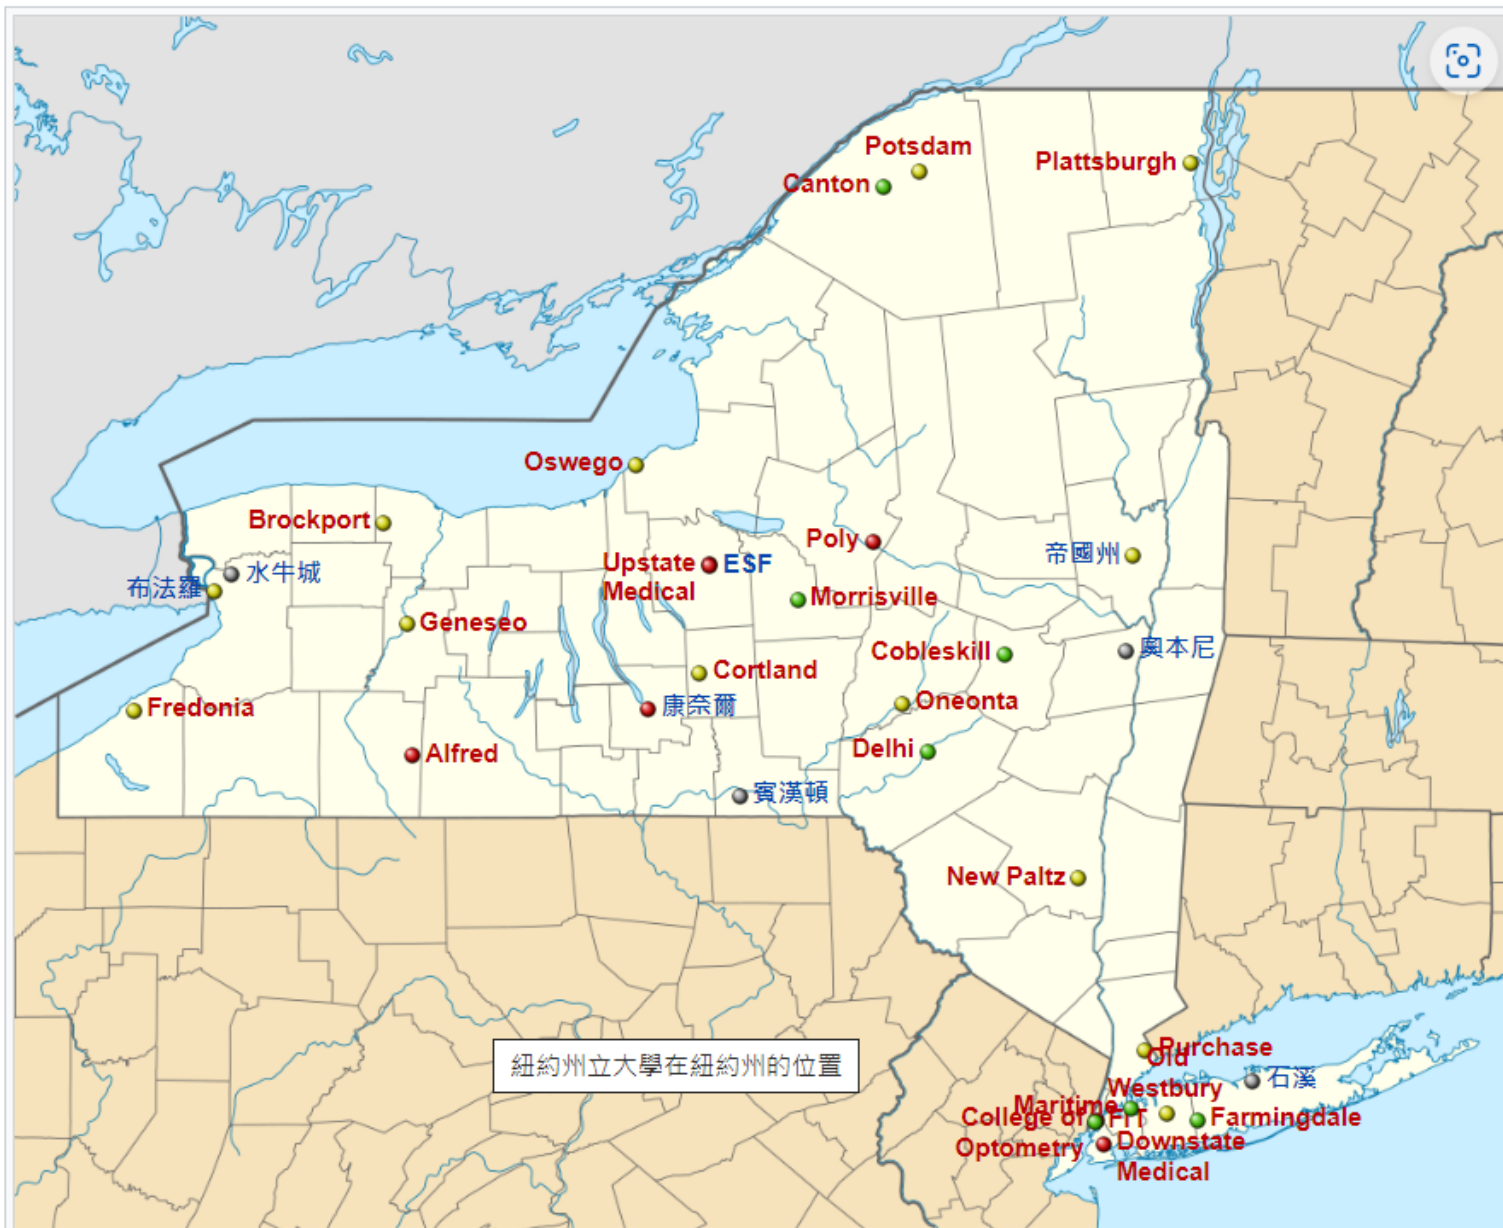 Potsdam
Plattsburgh
Canton
Oswego
Brockport
Poly
帝國州
Upstate
Medical
ESF
水牛城
布法羅
Morrisville
Geneseo
Cobleskill
奧本尼
Cortland
康奈爾
Oneonta
Fredonia
Delhi
Alfred
賓漢頓
New Paltz
紐約州立大學在紐約州的位置
Purchase
Old
Westbury
石溪
Maritime
College of
Optometry
FIT
Farmingdale
Downstate
Medical